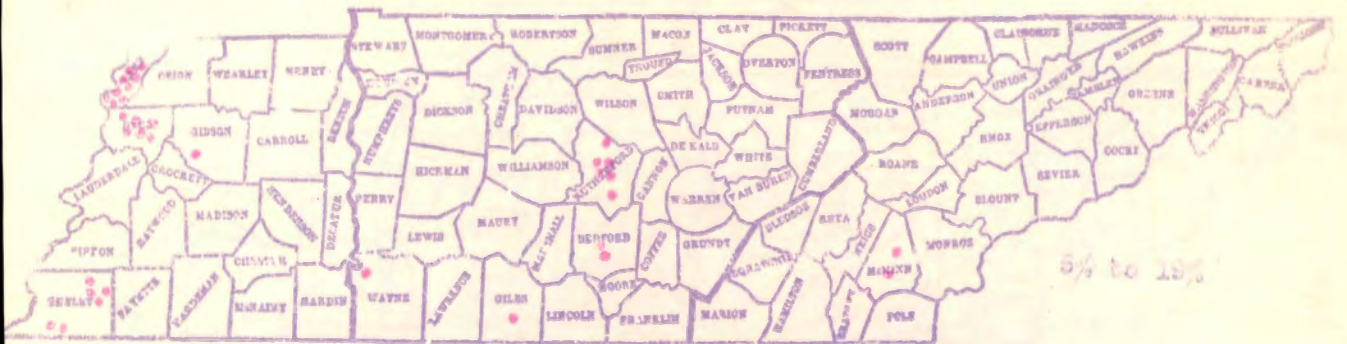 STEWART MONTGOMERY ROBERTSON SUMNER MACON CLAY PICKETT SCOTT CLAIBORNE HANCOCK HAWKINS SULLIVAN
OBION WEAKLEY HENRY TROUSD JACKSON OVERTON FENTRESS CAMPBELL UNION GRAINGER HAMBLEN GREENE WASHINGTON CARTER
GIBSON CARROLL BENTON HUMPHREYS DICKSON CHEATHAM DAVIDSON WILSON SMITH PUTNAM MORGAN ANDERSON KNOX JEFFERSON COCKE
LAUDERDALE CROCKETT HICKMAN WILLIAMSON RUTHERFORD CANNON DE KALB WHITE CUMBERLAND ROANE LOUDON BLOUNT SEVIER
TIPTON HAYWOOD MADISON HENDERSON DECATUR PERRY LEWIS MAURY MARSHALL BEDFORD COFFEE WARREN VAN BUREN GRUNDY BLEDSOE RHEA MEIGS McMINN MONROE
CHESTER MOORE SEQUATCHIE
5% to 19%
SHELBY FAYETTE HARDEMAN McNAIRY HARDIN WAYNE LAWRENCE GILES LINCOLN FRANKLIN MARION HAMILTON BRADLEY POLK